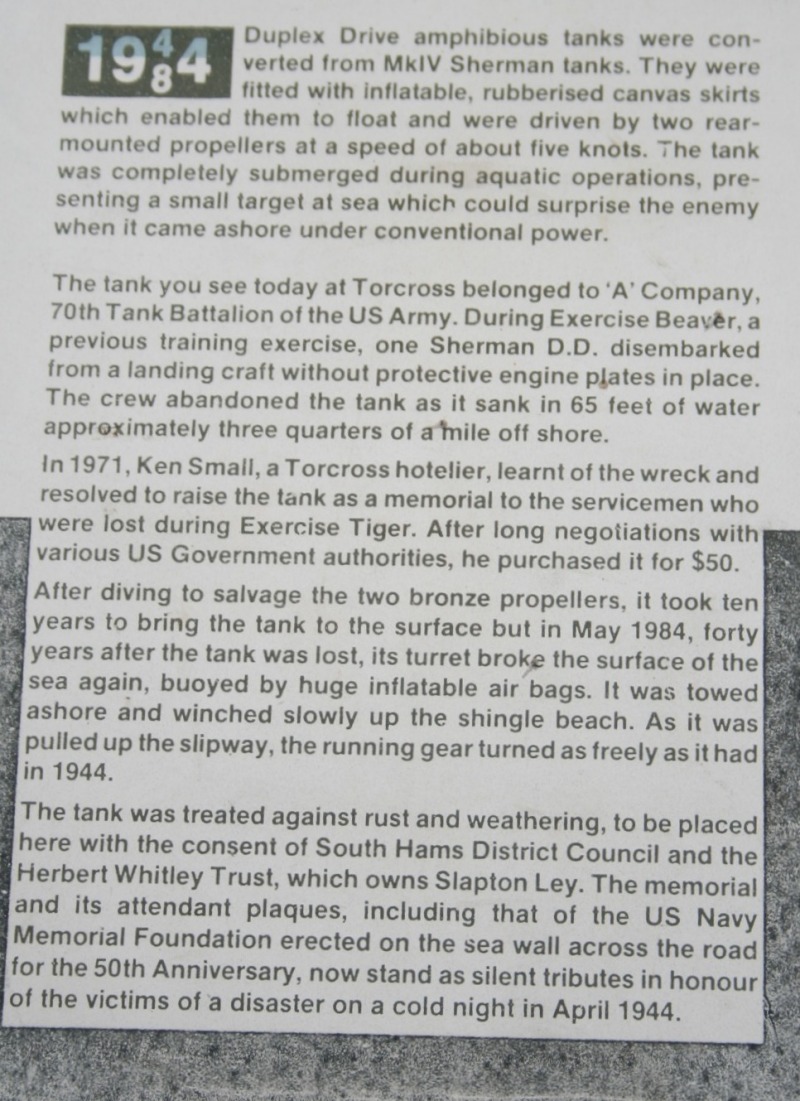 19 4 8 4
Duplex Drive amphibious tanks were con-
verted from MkIV Sherman tanks. They were
fitted with inflatable, rubberised canvas skirts
which enabled them to float and were driven by two rear-
mounted propellers at a speed of about five knots. The tank
was completely submerged during aquatic operations, pre-
senting a small target at sea which could surprise the enemy
when it came ashore under conventional power.
The tank you see today at Torcross belonged to 'A' Company,
70th Tank Battalion of the US Army. During Exercise Beaver, a
previous training exercise, one Sherman D.D. disembarked
from a landing craft without protective engine plates in place.
The crew abandoned the tank as it sank in 65 feet of water
approximately three quarters of a mile off shore.
In 1971, Ken Small, a Torcross hotelier, learnt of the wreck and
resolved to raise the tank as a memorial to the servicemen who
were lost during Exercise Tiger. After long negotiations with
various US Government authorities, he purchased it for $50.
After diving to salvage the two bronze propellers, it took ten
years to bring the tank to the surface but in May 1984, forty
years after the tank was lost, its turret broke the surface of the
sea again, buoyed by huge inflatable air bags. It was towed
ashore and winched slowly up the shingle beach. As it was
pulled up the slipway, the running gear turned as freely as it had
in 1944.
The tank was treated against rust and weathering, to be placed
here with the consent of South Hams District Council and the
Herbert Whitley Trust, which owns Slapton Ley. The memorial
and its attendant plaques, including that of the US Navy
Memorial Foundation erected on the sea wall across the road
for the 50th Anniversary, now stand as silent tributes in honour
of the victims of a disaster on a cold night in April 1944.